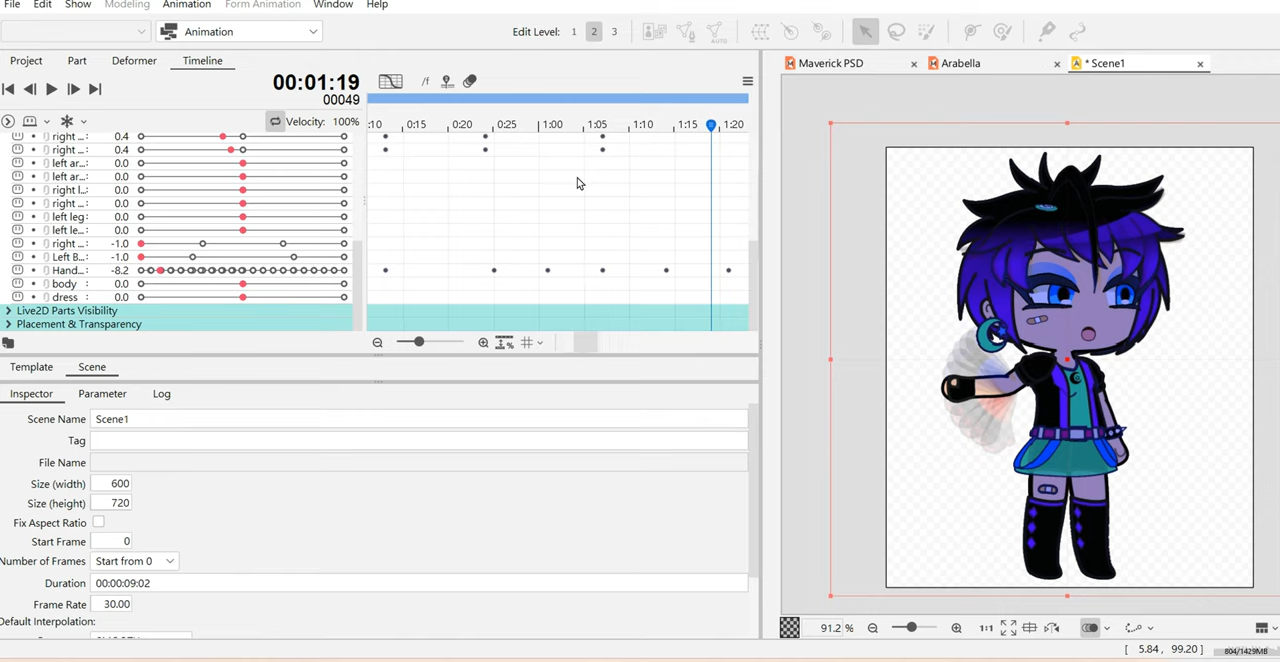 File Edit Show Modeling Animation Form Animation Window Help
Animation Edit Level: 1 2 3 AUTO
Project Part Deformer Timeline
Maverick PSD Arabella * Scene1
00:01:19
00049
Velocity: 100%
:10 0:15 0:20 0:25 1:00 1:05 1:10 1:15 1:20
right ... : 0.4
right ... : 0.4
left ar... : 0.0
left ar... : 0.0
right l... : 0.0
right ... : 0.0
left leg : 0.0
left le... : 0.0
right ... : -1.0
Left B... : -1.0
Hand... : -8.2
body : 0.0
dress : 0.0
Live2D Parts Visibility
Placement & Transparency
Template Scene
Inspector Parameter Log
Scene Name Scene1
Tag
File Name
Size (width) 600
Size (height) 720
Fix Aspect Ratio
Start Frame 0
Number of Frames Start from 0
Duration 00:00:09:02
Frame Rate 30.00
Default Interpolation:
91.2 % 1:1
[ 5.84, 99.20 ] 804/1429MB